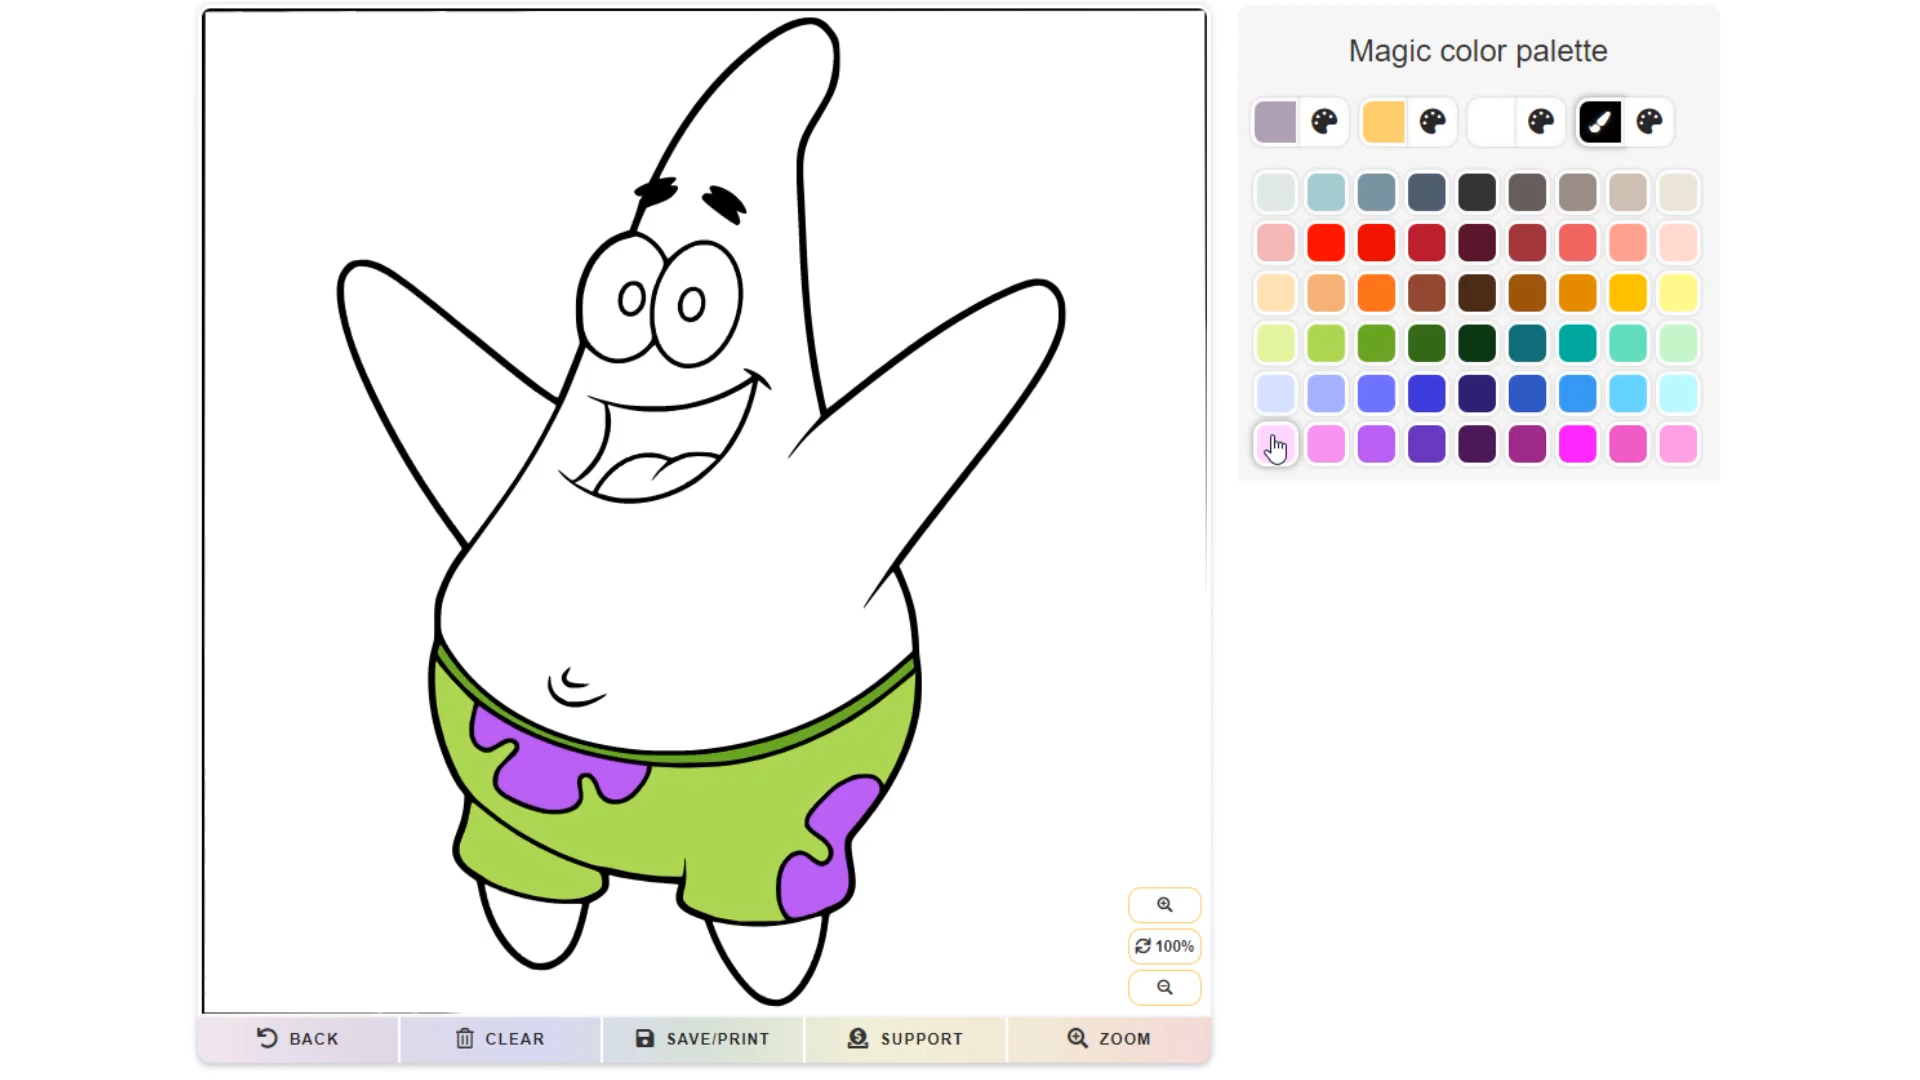 Magic color palette
100%
BACK
CLEAR
SAVE/PRINT
SUPPORT
ZOOM